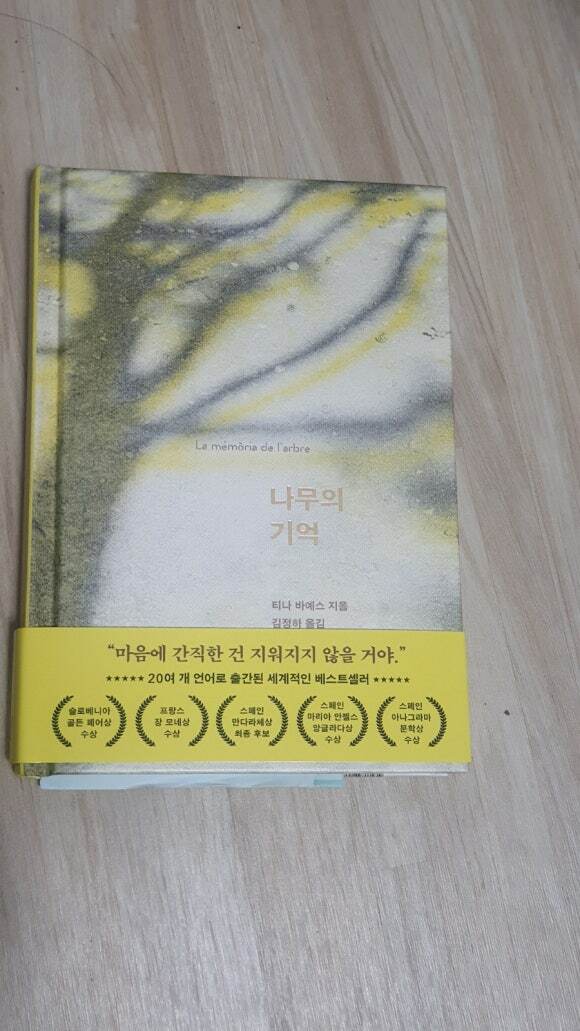 La memòria de l'arbre
나무의
기억
티나 바예스 지음
김정하 옮김
“마음에 간직한 건 지워지지 않을 거야.”
★★★★★ 20여 개 언어로 출간된 세계적인 베스트셀러 ★★★★★
슬로베니아
골든 페어상
수상
프랑스
장 모네상
수상
스페인
만다라세상
최종 후보
스페인
마리아 안젤스
앙글라다상
수상
스페인
아나그라마
문학상
수상